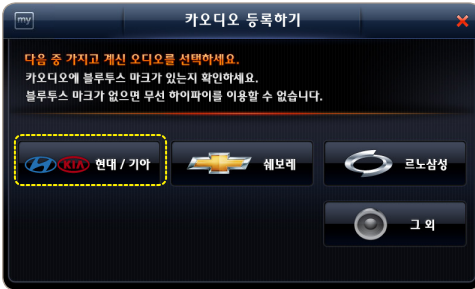 my
카오디오 등록하기
다음 중 가지고 계신 오디오를 선택하세요.
카오디오에 블루투스 마크가 있는지 확인하세요.
블루투스 마크가 없으면 무선 하이파이를 이용할 수 없습니다.
KIA 현대 / 기아
쉐보레
르노삼성
그 외